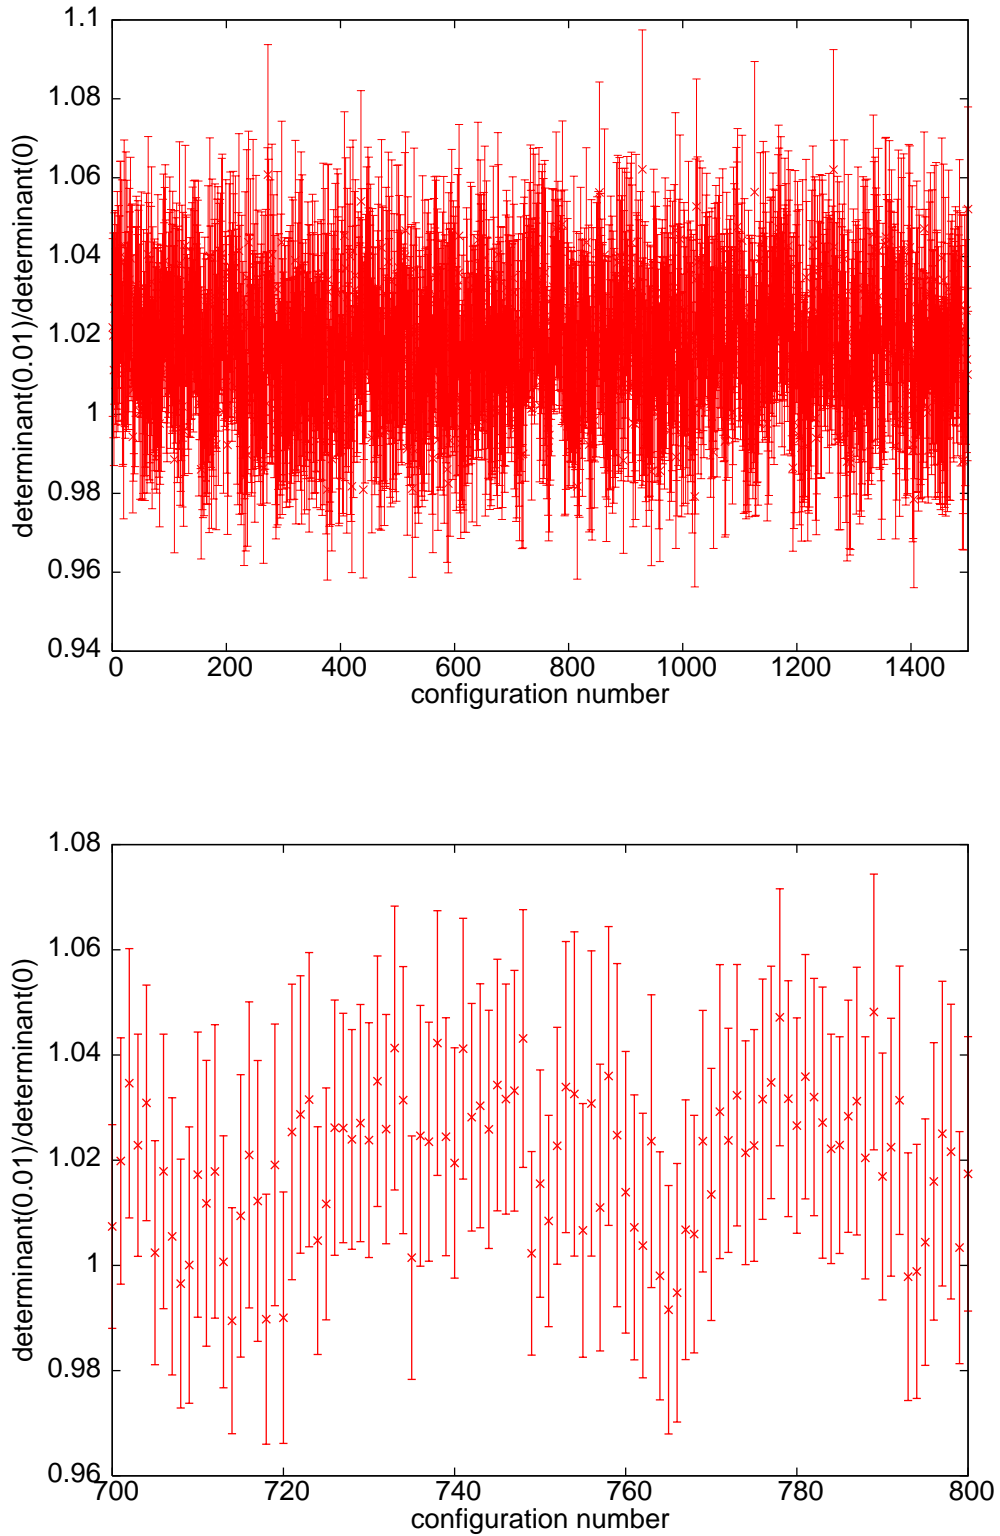 1.1
1.08
1.06
1.04
1.02
1
0.98
0.96
0.94
determinant(0.01)/determinant(0)
0 200 400 600 800 1000 1200 1400
configuration number
1.08
1.06
1.04
1.02
1
0.98
0.96
determinant(0.01)/determinant(0)
700 720 740 760 780 800
configuration number